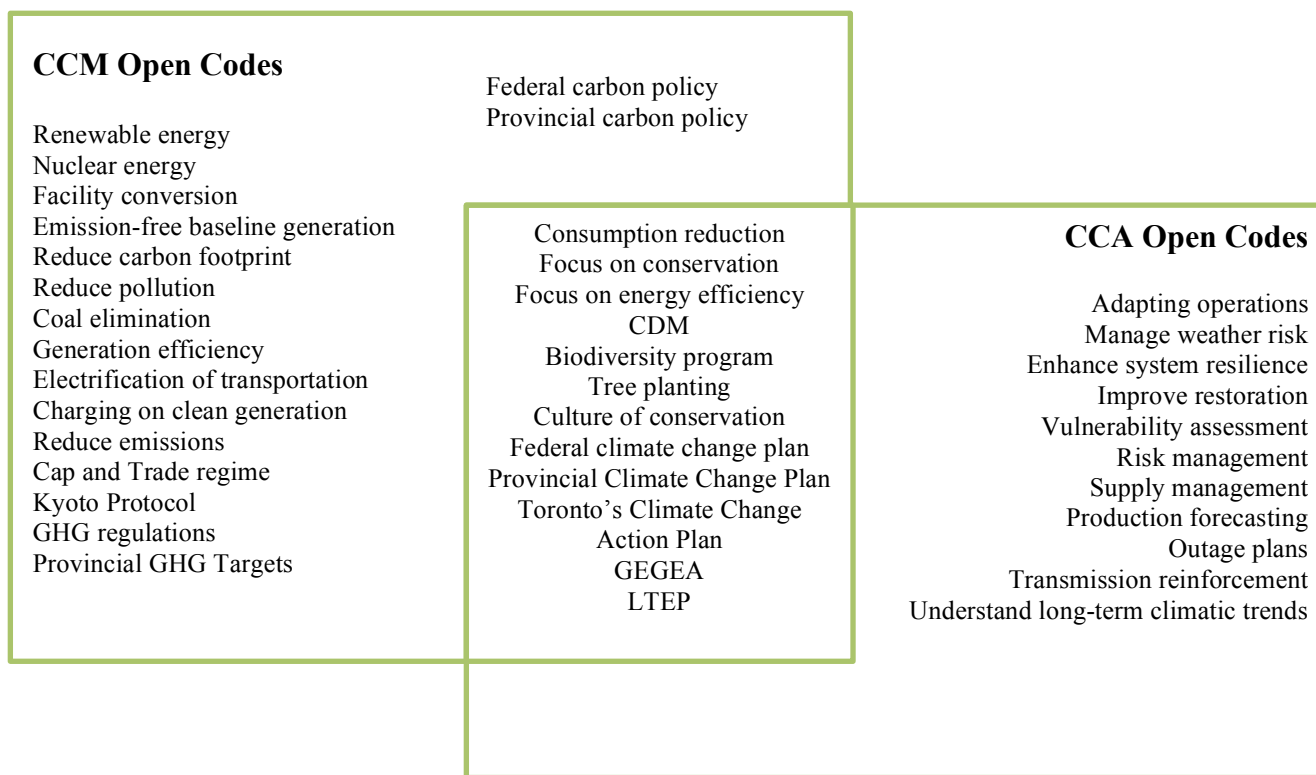 CCM Open Codes
Renewable energy
Nuclear energy
Facility conversion
Emission-free baseline generation
Reduce carbon footprint
Reduce pollution
Coal elimination
Generation efficiency
Electrification of transportation
Charging on clean generation
Reduce emissions
Cap and Trade regime
Kyoto Protocol
GHG regulations
Provincial GHG Targets
Federal carbon policy
Provincial carbon policy
Consumption reduction
Focus on conservation
Focus on energy efficiency
CDM
Biodiversity program
Tree planting
Culture of conservation
Federal climate change plan
Provincial Climate Change Plan
Toronto’s Climate Change
Action Plan
GEGEA
LTEP
CCA Open Codes
Adapting operations
Manage weather risk
Enhance system resilience
Improve restoration
Vulnerability assessment
Risk management
Supply management
Production forecasting
Outage plans
Transmission reinforcement
Understand long-term climatic trends